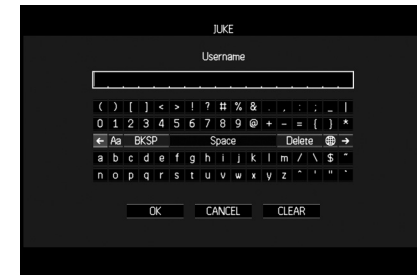 JUKE
Username
( ) [ ] < > ! ? # % & . , : ; _ |
0 1 2 3 4 5 6 7 8 9 @ + - = { } *
← Aa BKSP Space Delete →
a b c d e f g h i j k l m / \ $ ~
n o p q r s t u v w x y z ^ ' " `
OK CANCEL CLEAR